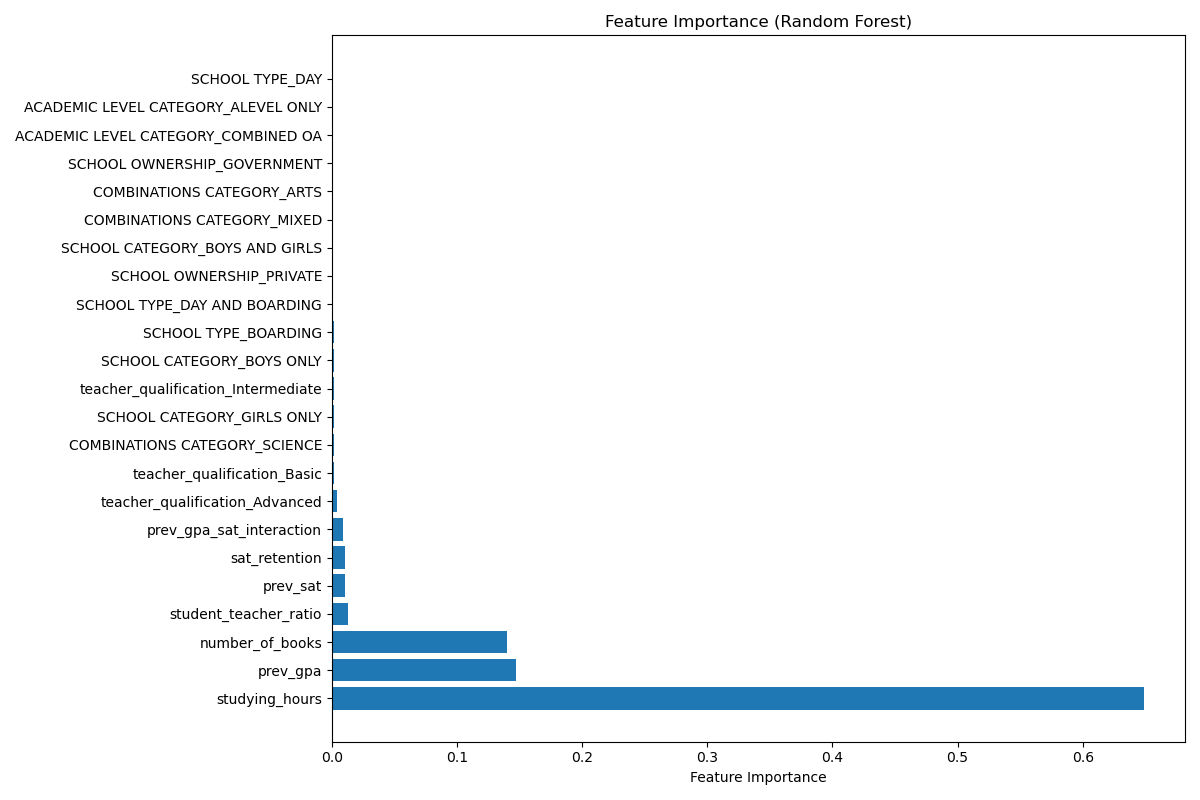 Feature Importance (Random Forest)
SCHOOL TYPE_DAY
ACADEMIC LEVEL CATEGORY_ALEVEL ONLY
ACADEMIC LEVEL CATEGORY_COMBINED OA
SCHOOL OWNERSHIP_GOVERNMENT
COMBINATIONS CATEGORY_ARTS
COMBINATIONS CATEGORY_MIXED
SCHOOL CATEGORY_BOYS AND GIRLS
SCHOOL OWNERSHIP_PRIVATE
SCHOOL TYPE_DAY AND BOARDING
SCHOOL TYPE_BOARDING
SCHOOL CATEGORY_BOYS ONLY
teacher_qualification_Intermediate
SCHOOL CATEGORY_GIRLS ONLY
COMBINATIONS CATEGORY_SCIENCE
teacher_qualification_Basic
teacher_qualification_Advanced
prev_gpa_sat_interaction
sat_retention
prev_sat
student_teacher_ratio
number_of_books
prev_gpa
studying_hours
0.0 0.1 0.2 0.3 0.4 0.5 0.6
Feature Importance